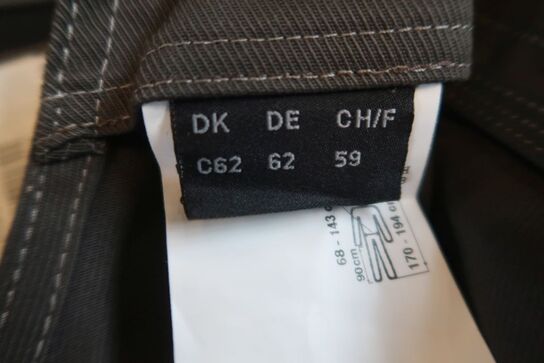 DK DE CH/F
C62 62 59
68 - 143 c
90cm
170 - 194 c